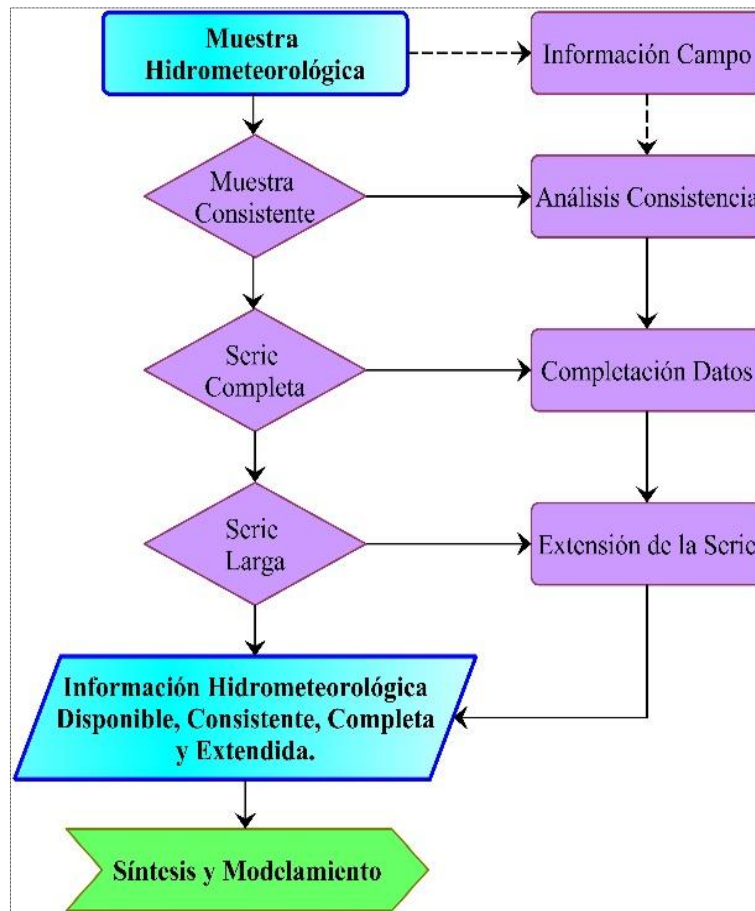 Muestra
Hidrometeorológica
Información Campo
Muestra
Consistente
Análisis Consistencia
Serie
Completa
Completación Datos
Serie
Larga
Extensión de la Serie
Información Hidrometeorológica
Disponible, Consistente, Completa
y Extendida.
Síntesis y Modelamiento